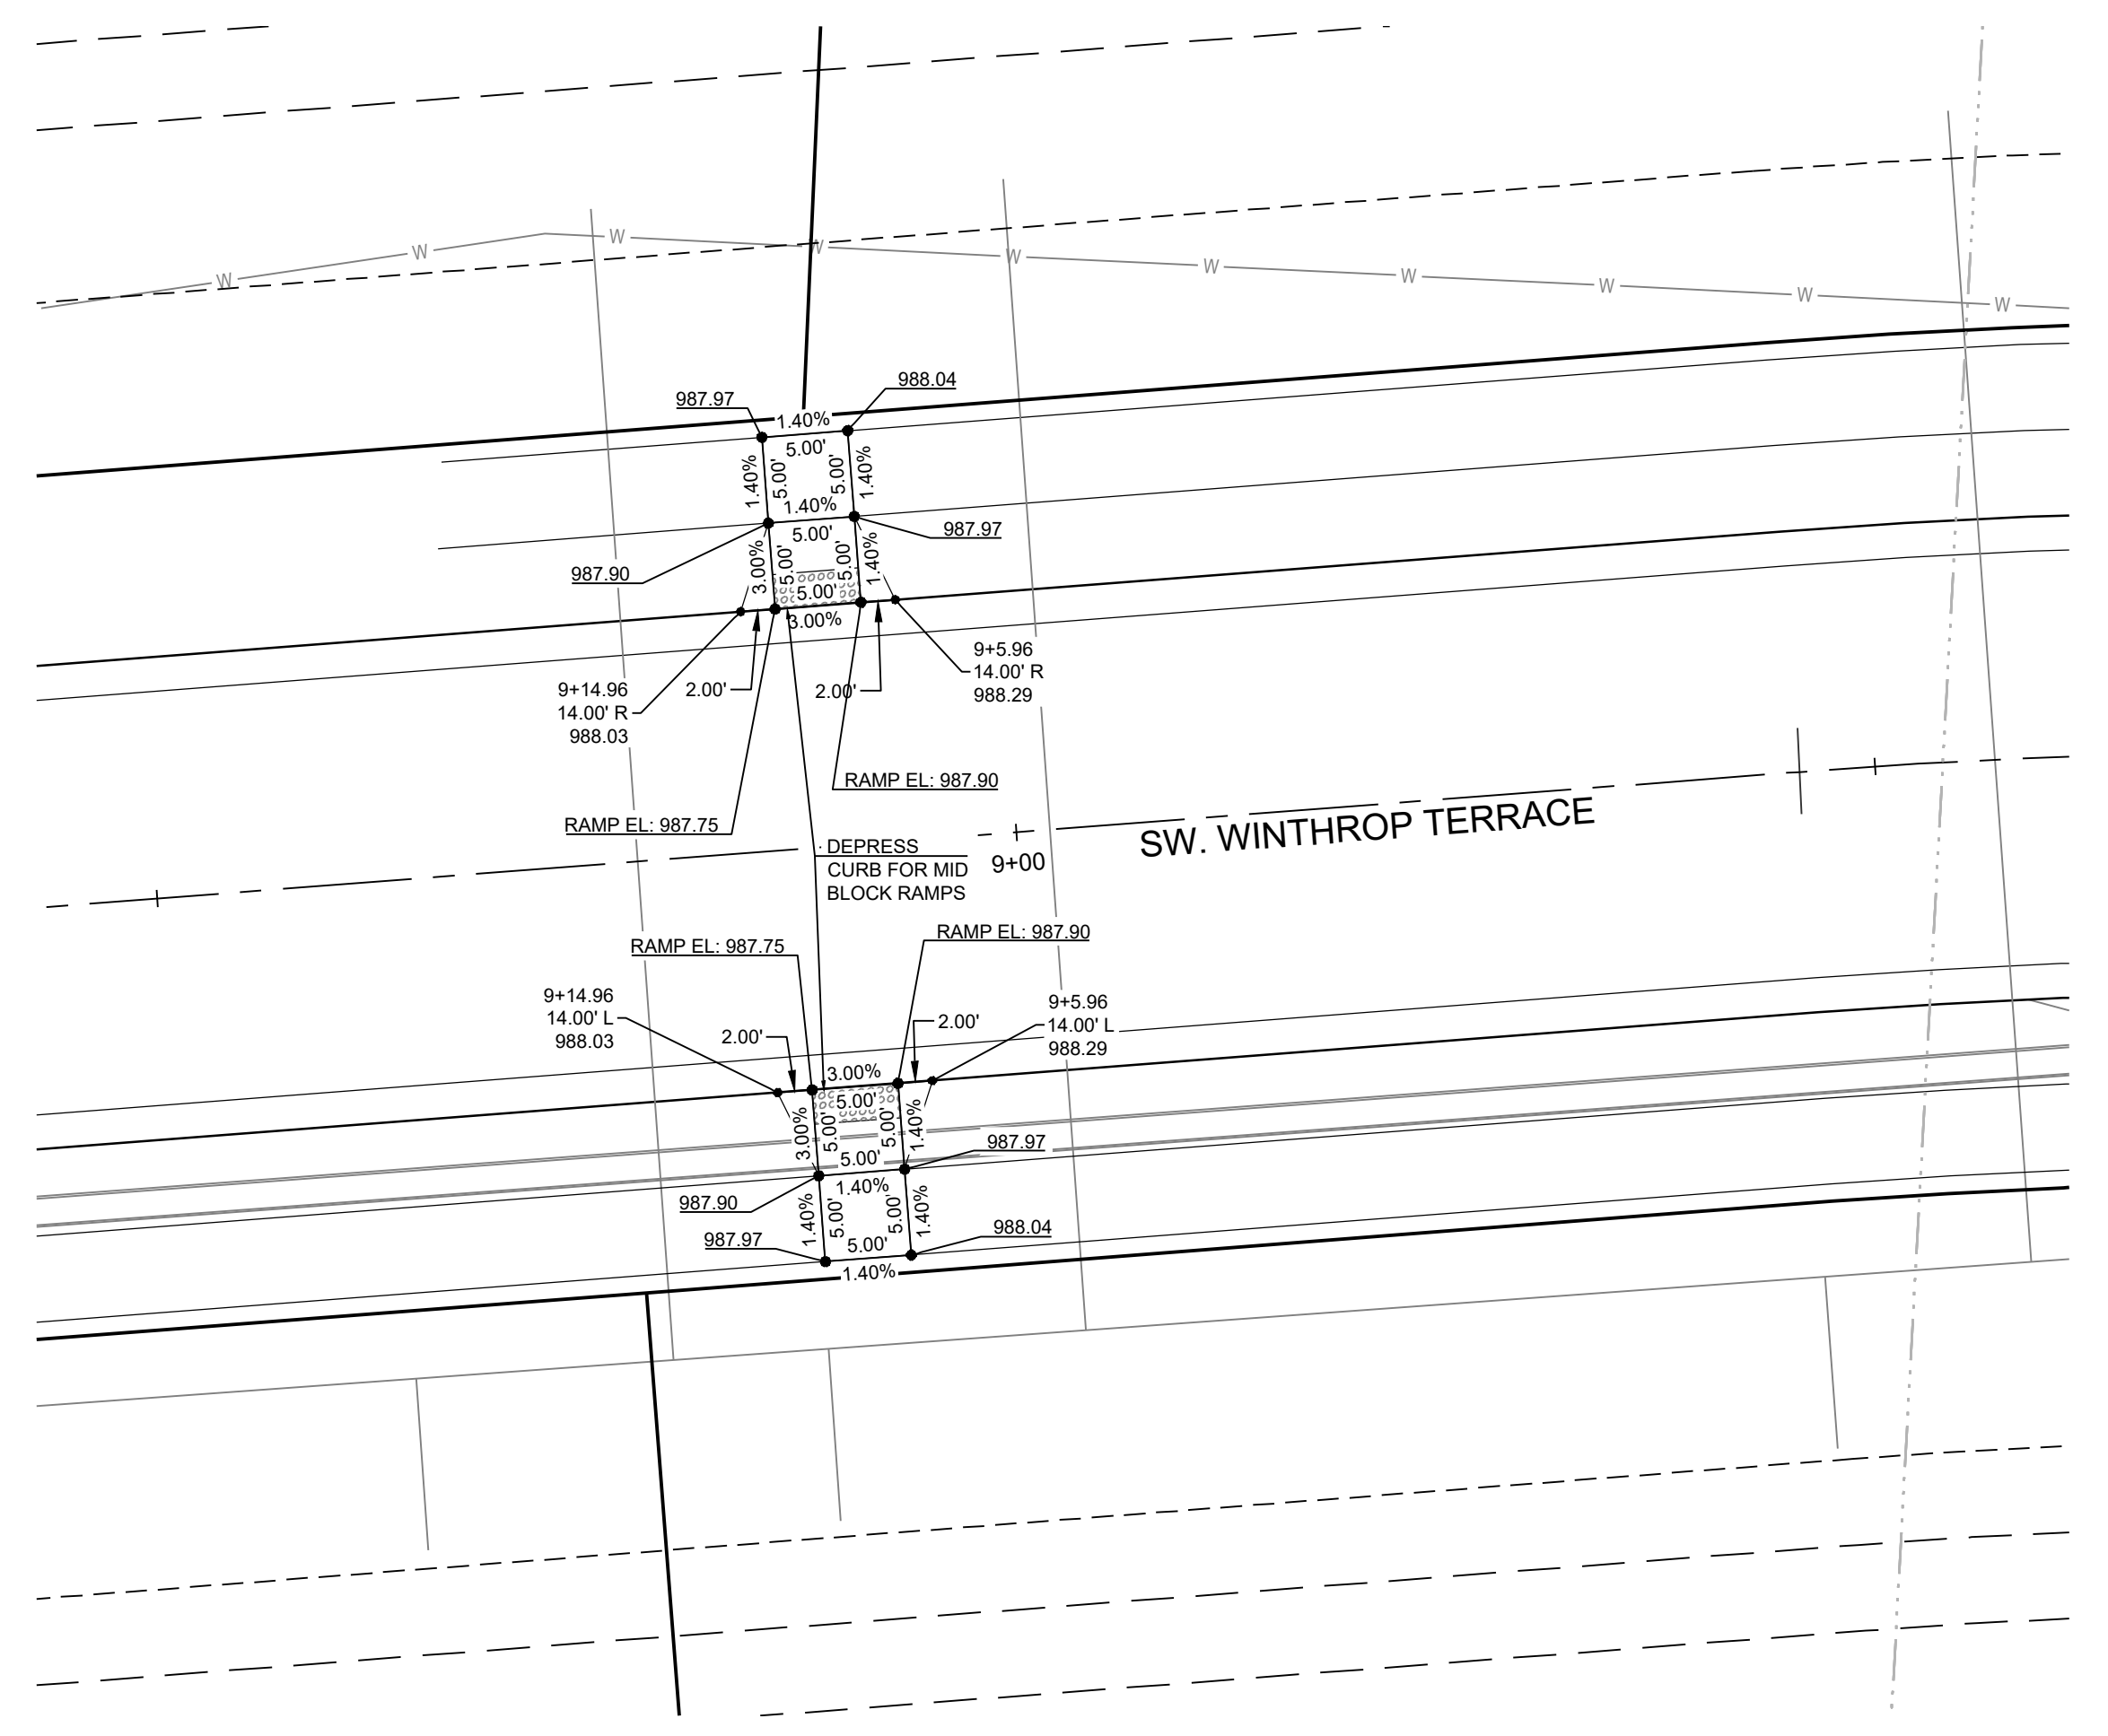 W
W
W
W
W
W
W
W
W
W
988.04
987.97
1.40%
5.00'
1.40%
5.00'
5.00'
1.40%
1.40%
5.00'
987.97
987.90
3.00%
5.00'
5.00'
1.40%
5.00'
3.00%
9+5.96
14.00' R
988.29
9+14.96
14.00' R
988.03
2.00'
2.00'
RAMP EL: 987.90
RAMP EL: 987.75
DEPRESS
CURB FOR MID
BLOCK RAMPS
9+00
SW. WINTHROP TERRACE
RAMP EL: 987.75
RAMP EL: 987.90
9+14.96
14.00' L
988.03
2.00'
2.00'
9+5.96
14.00' L
988.29
3.00%
5.00'
3.00%
5.00'
5.00'
1.40%
987.97
5.00'
1.40%
987.90
1.40%
5.00'
5.00'
1.40%
987.97
988.04
5.00'
1.40%